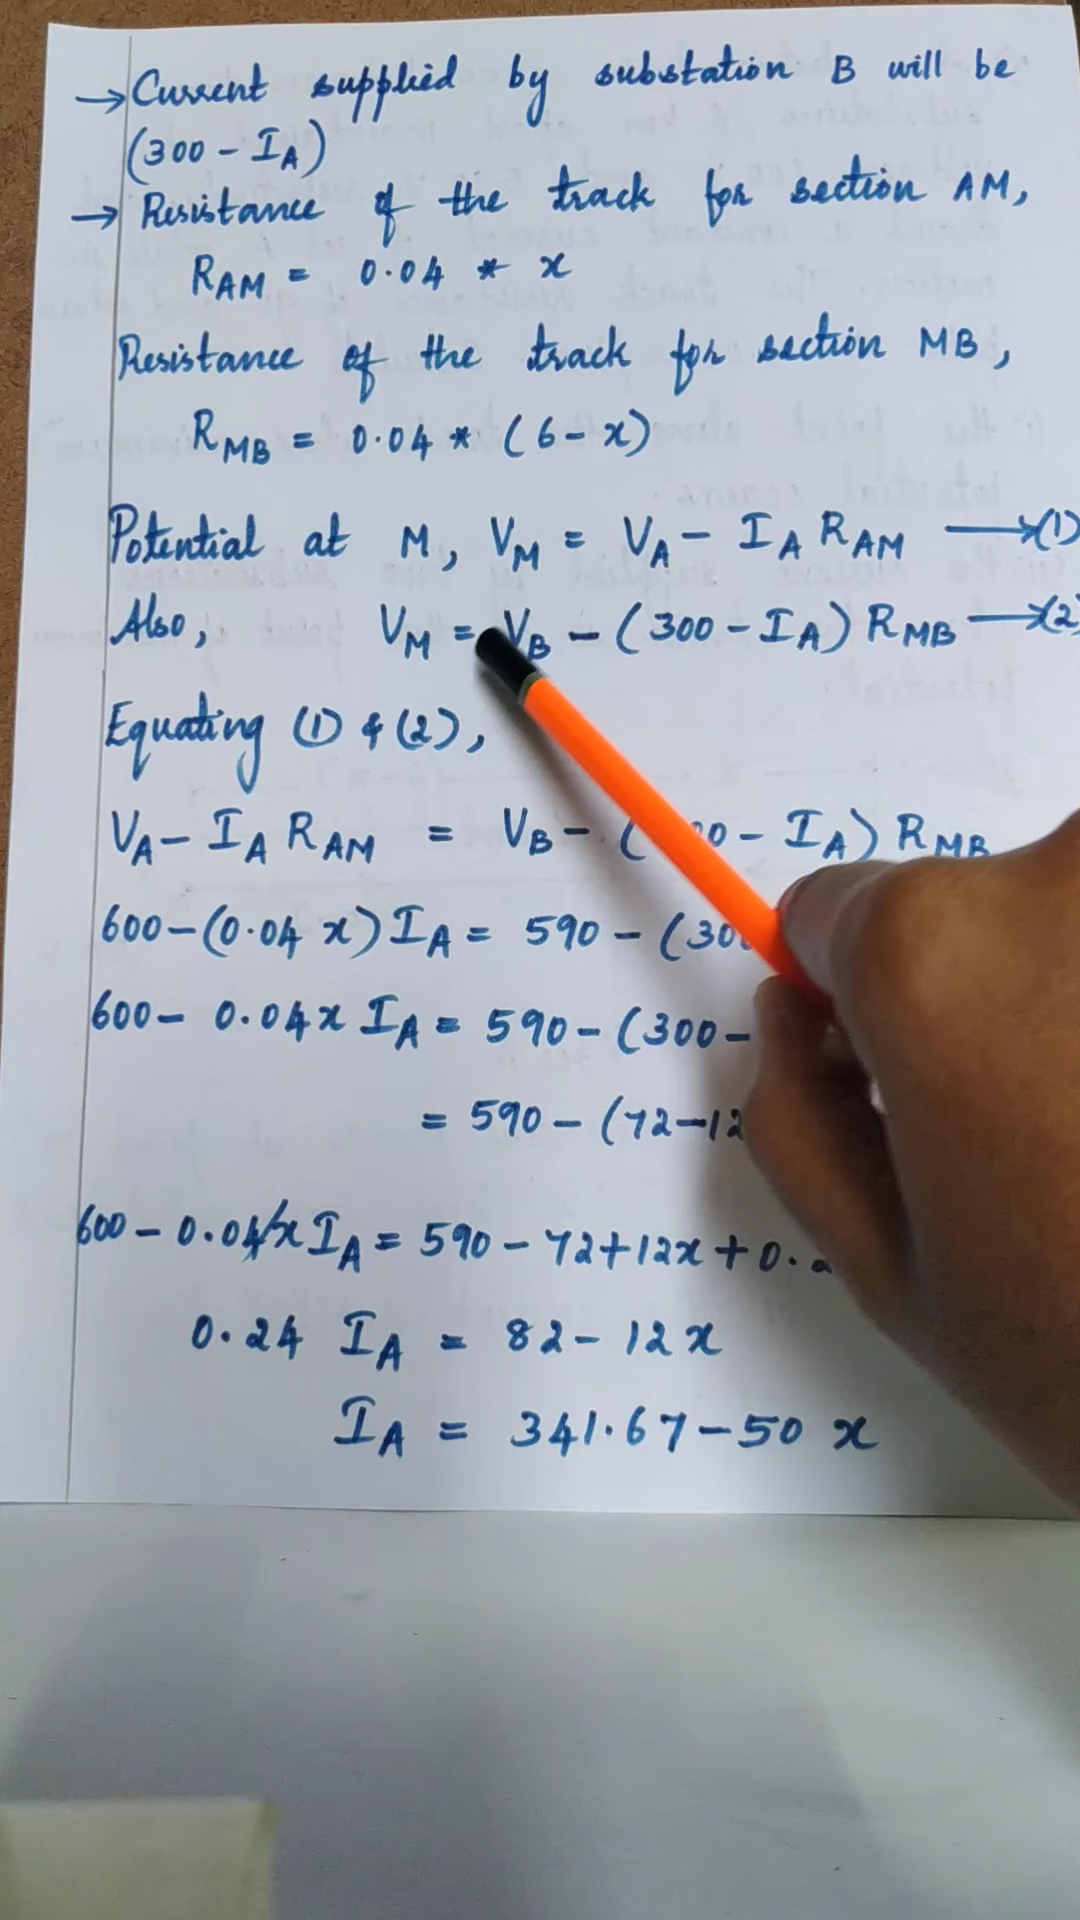 → Current supplied by substation B will be
(300 - I_A)
→ Resistance of the track for section AM,
R_AM = 0.04 * x
Resistance of the track for section MB,
R_MB = 0.04 * (6 - x)
Potential at M, V_M = V_A - I_A R_AM → (1)
Also, V_M = V_B - (300 - I_A) R_MB → (2)
Equating (1) & (2),
V_A - I_A R_AM = V_B - ( 0 - I_A) R_MB
600 - (0.04 x) I_A = 590 - (30
600 - 0.04x I_A = 590 - (300 -
= 590 - (72 - 12
600 - 0.04x I_A = 590 - 72 + 12x + 0.
0.24 I_A = 82 - 12 x
I_A = 341.67 - 50 x